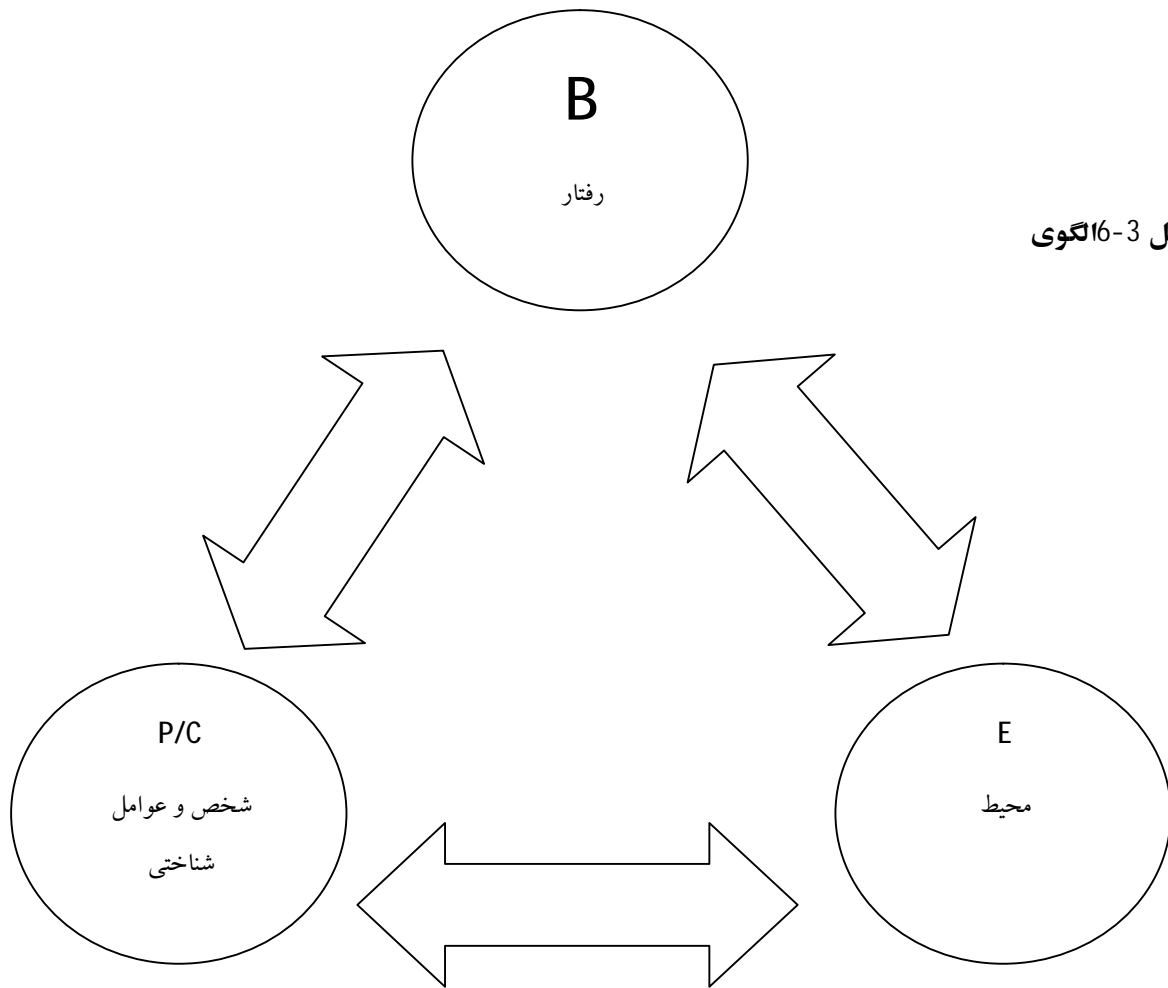 B
رفتار
ل 3-6الگوی
P/C
شخص و عوامل
شناختی
E
محیط